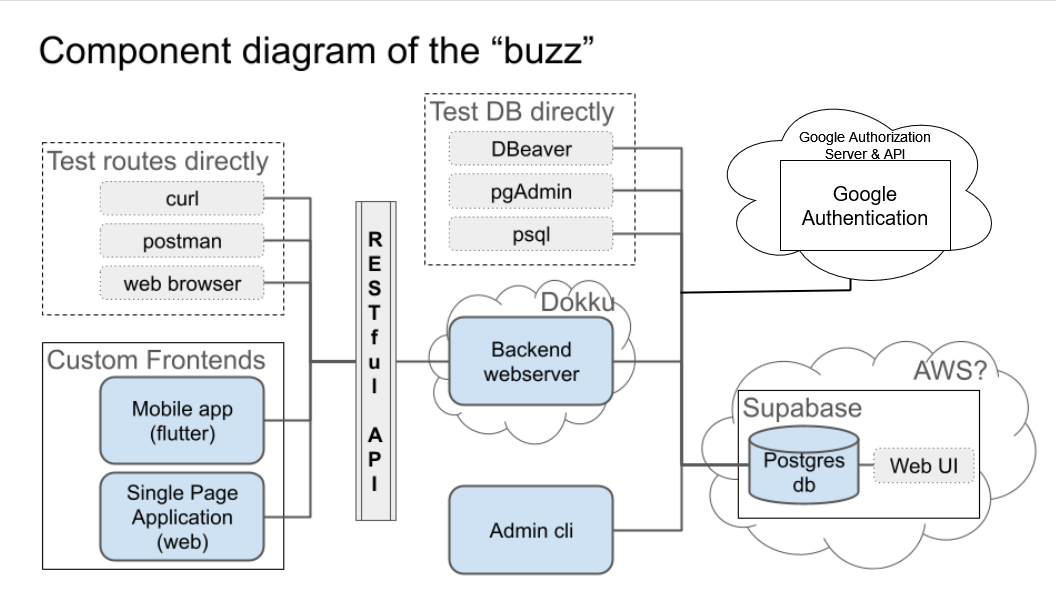 Component diagram of the “buzz”
Test routes directly
curl
postman
web browser
Custom Frontends
Mobile app
(flutter)
Single Page
Application
(web)
RESTful API
Test DB directly
DBeaver
pgAdmin
psql
Dokku
Backend
webserver
Admin cli
Google Authorization
Server & API
Google
Authentication
AWS?
Supabase
Postgres
db
Web UI